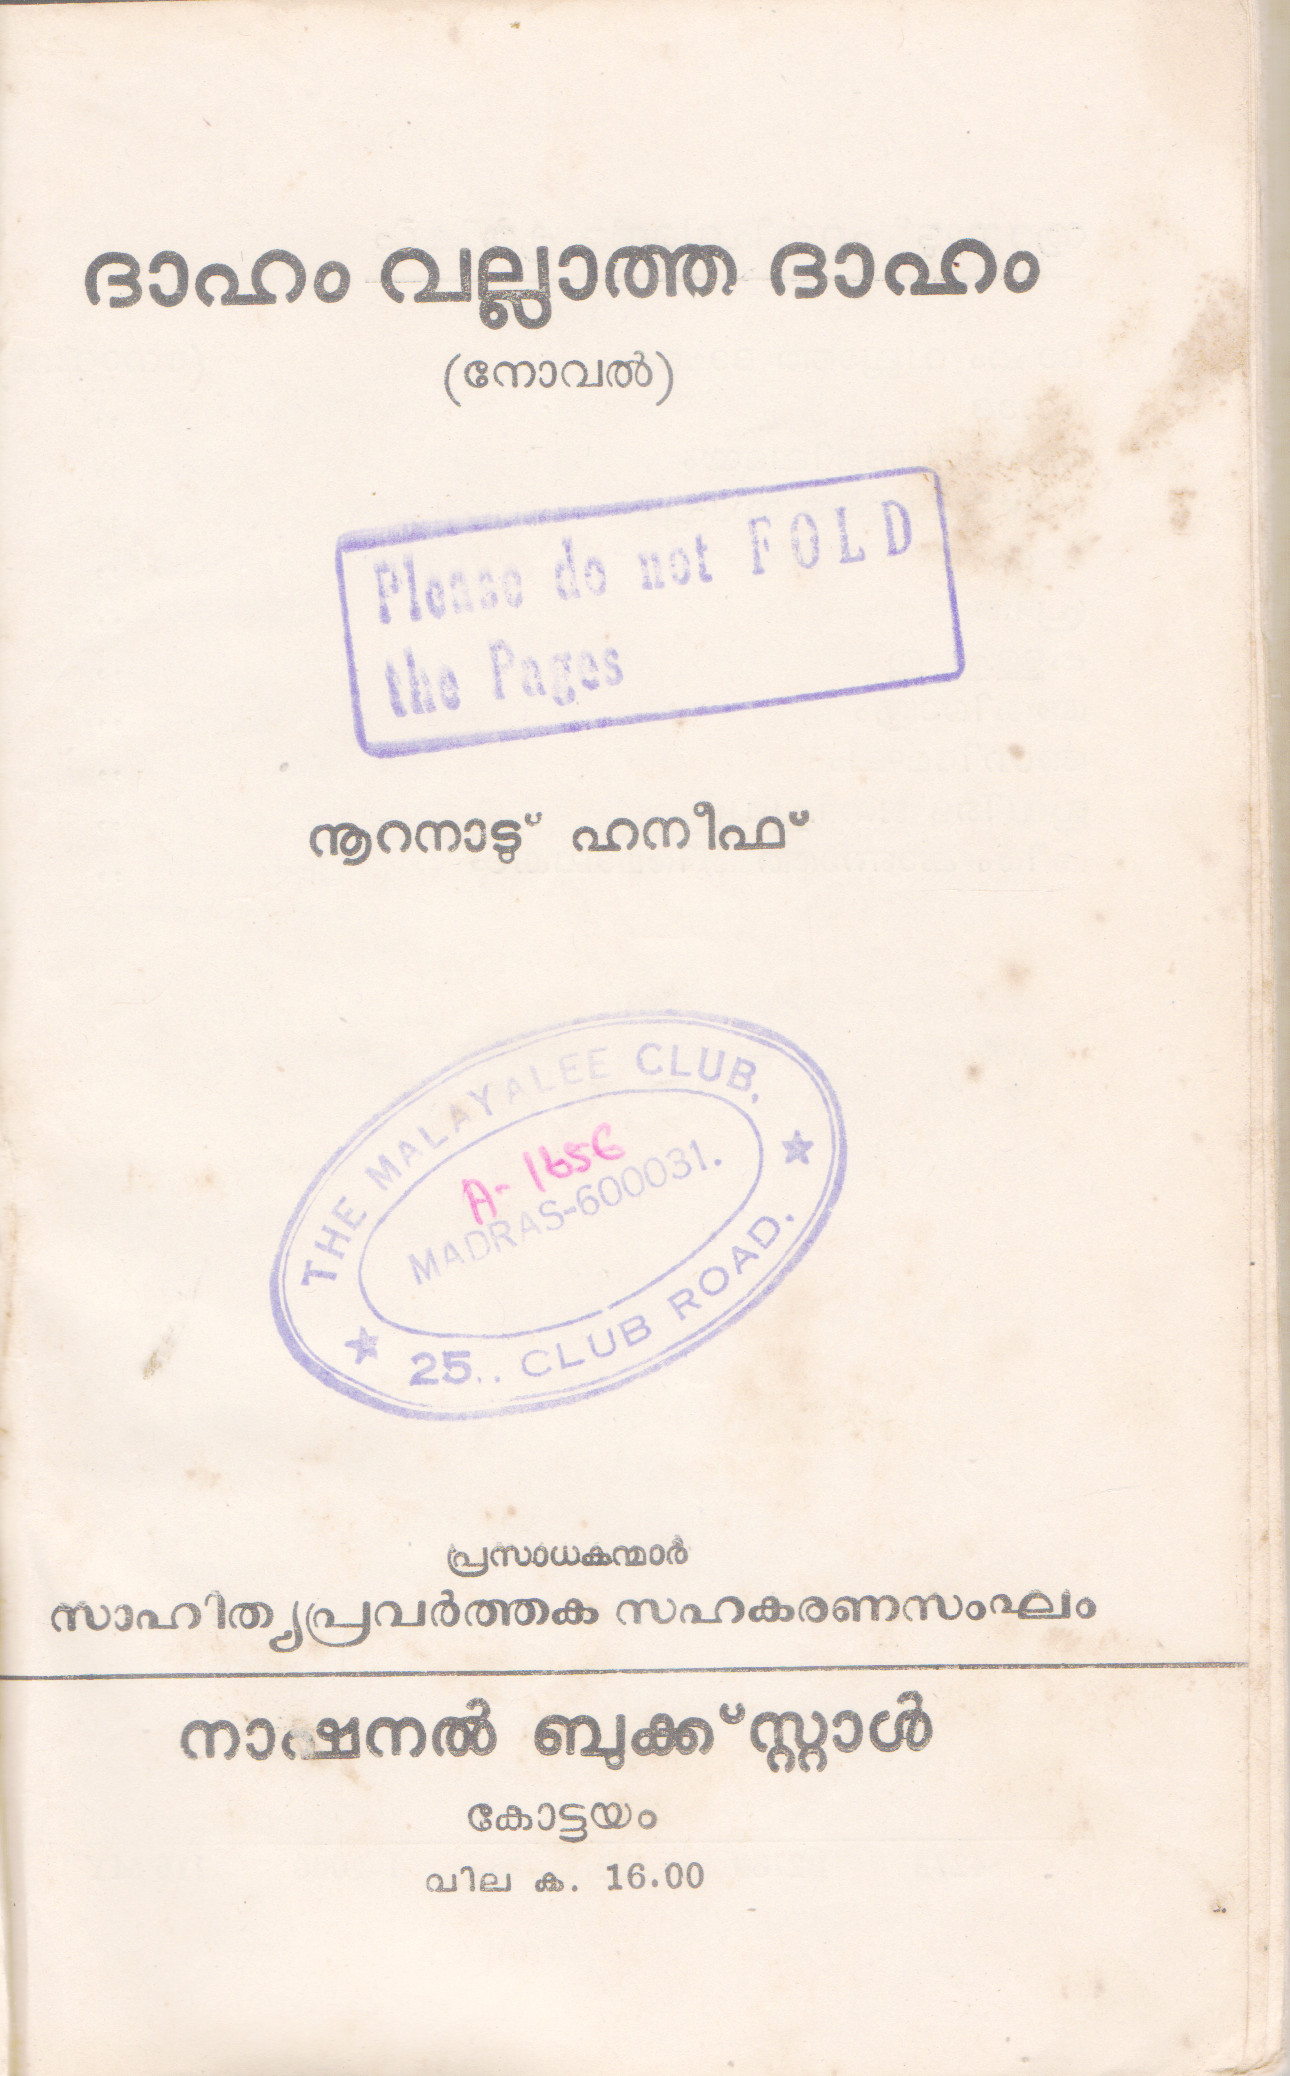 ദാഹം വല്ലാത്ത ദാഹം
(നോവൽ)
Please do not FOLD
the Pages
നൂറനാടു് ഹനീഫ്
THE MALAYALEE CLUB.
A-1656
MADRAS-600031.
25.. CLUB ROAD.
പ്രസാധകന്മാർ
സാഹിത്യപ്രവർത്തക സഹകരണസംഘം
നാഷനൽ ബുക്ക്സ്റ്റാൾ
കോട്ടയം
വില ക. 16.00